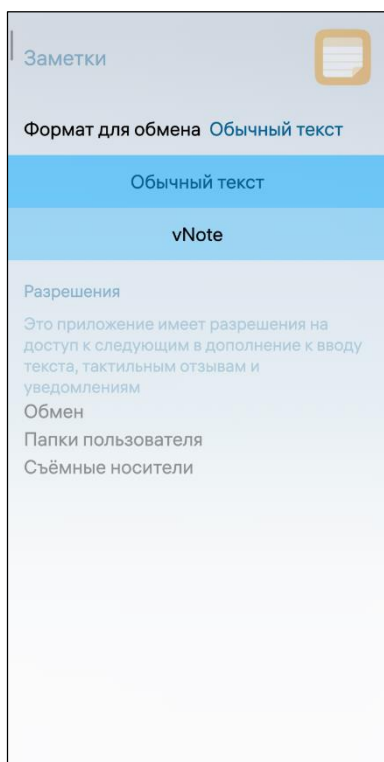 Заметки
Формат для обмена Обычный текст
Обычный текст
vNote
Разрешения
Это приложение имеет разрешения на
доступ к следующим в дополнение к вводу
текста, тактильным отзывам и
уведомлениям
Обмен
Папки пользователя
Съёмные носители